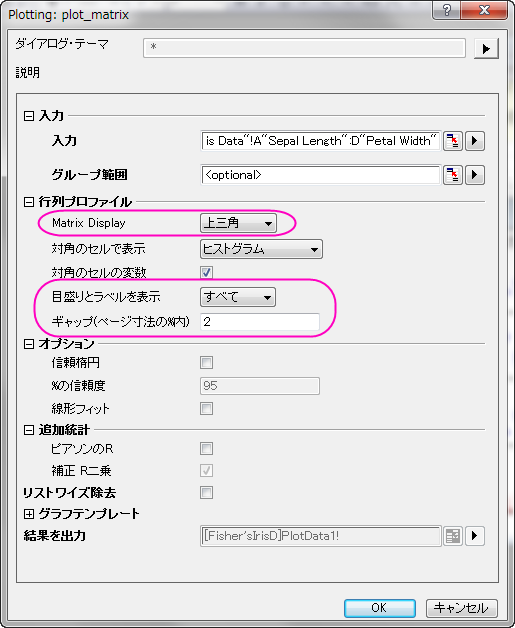 Plotting: plot_matrix
ダイアログ・テーマ *
説明
入力
入力 is Data"!A"Sepal Length":D"Petal Width"
グループ範囲 <optional>
行列プロファイル
Matrix Display 上三角
対角のセルで表示 ヒストグラム
対角のセルの変数
目盛りとラベルを表示 すべて
ギャップ(ページ寸法の%内) 2
オプション
信頼楕円
%の信頼度 95
線形フィット
追加統計
ピアソンのR
補正 R二乗
リストワイズ除去
グラフテンプレート
結果を出力 [Fisher'sIrisD]PlotData1!
OK キャンセル